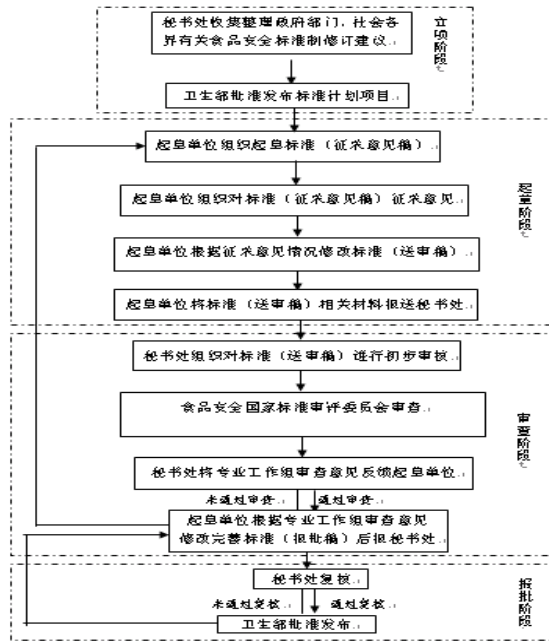 秘书处收集整理政府部门、社会各
界有关食品安全标准制修订建议
立项阶段
卫生部批准发布标准计划项目
起草单位组织起草标准（征求意见稿）
起草单位组织对标准（征求意见稿）征求意见
起草阶段
起草单位根据征求意见情况修改标准（送审稿）
起草单位将标准（送审稿）相关材料报送秘书处
秘书处组织对标准（送审稿）进行初步审核
食品安全国家标准审评委员会审查
审查阶段
秘书处将专业工作组审查意见反馈起草单位
未通过审查
通过审查
起草单位根据专业工作组审查意见
修改完善标准（报批稿）后报秘书处
秘书处复核
报批阶段
未通过复核
通过复核
卫生部批准发布